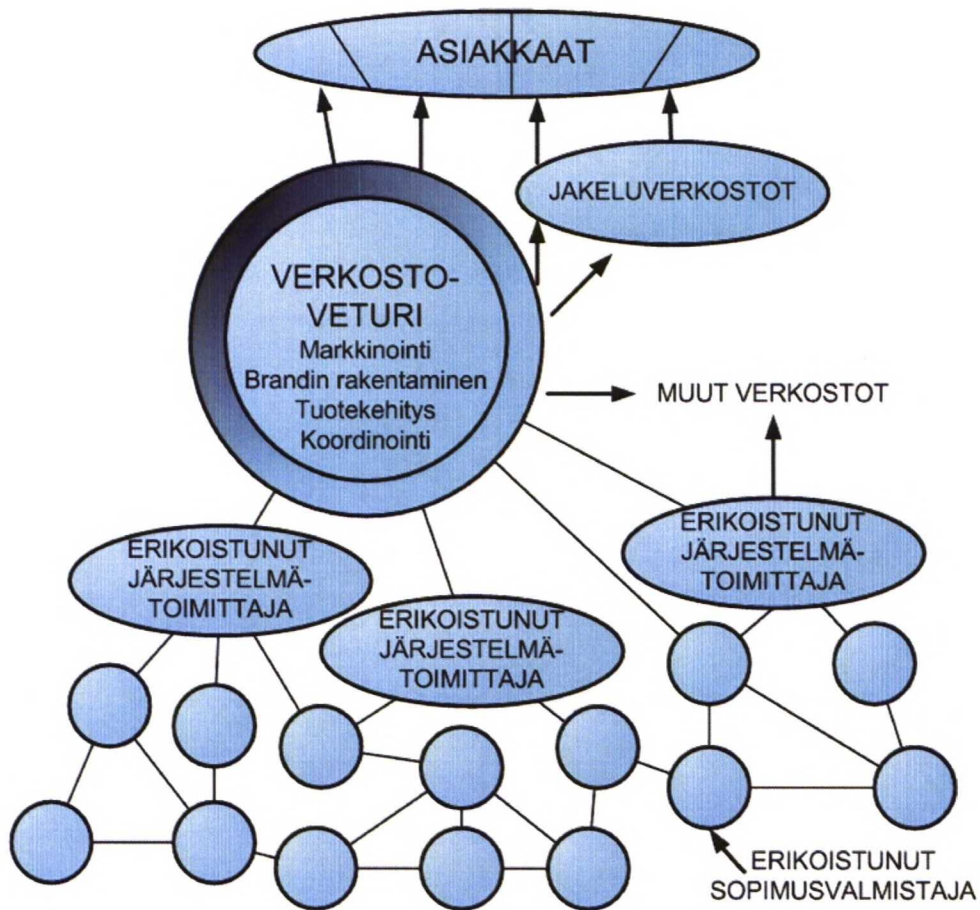 ASIAKKAAT
JAKELUVERKOSTOT
VERKOSTO-
VETURI
Markkinointi
Brandin rakentaminen
Tuotekehitys
Koordinointi
MUUT VERKOSTOT
ERIKOISTUNUT
JÄRJESTELMÄ-
TOIMITTAJA
ERIKOISTUNUT
JÄRJESTELMÄ-
TOIMITTAJA
ERIKOISTUNUT
JÄRJESTELMÄ-
TOIMITTAJA
ERIKOISTUNUT
SOPIMUSVALMISTAJA